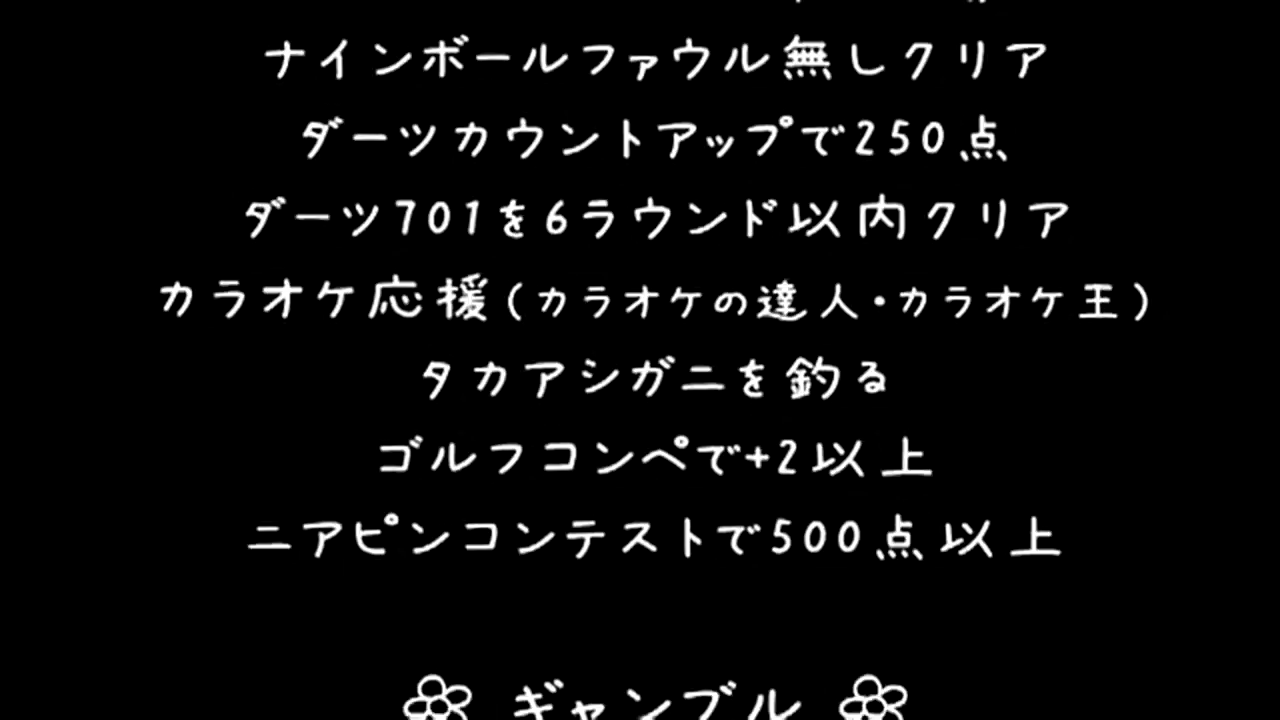 ナインボールファウル無しクリア
ダーツカウントアップで250点
ダーツ701を6ラウンド以内クリア
カラオケ応援(カラオケの達人・カラオケ王)
タカアシガニを釣る
ゴルフコンペで+2以上
ニアピンコンテストで500点以上
ギャンブル